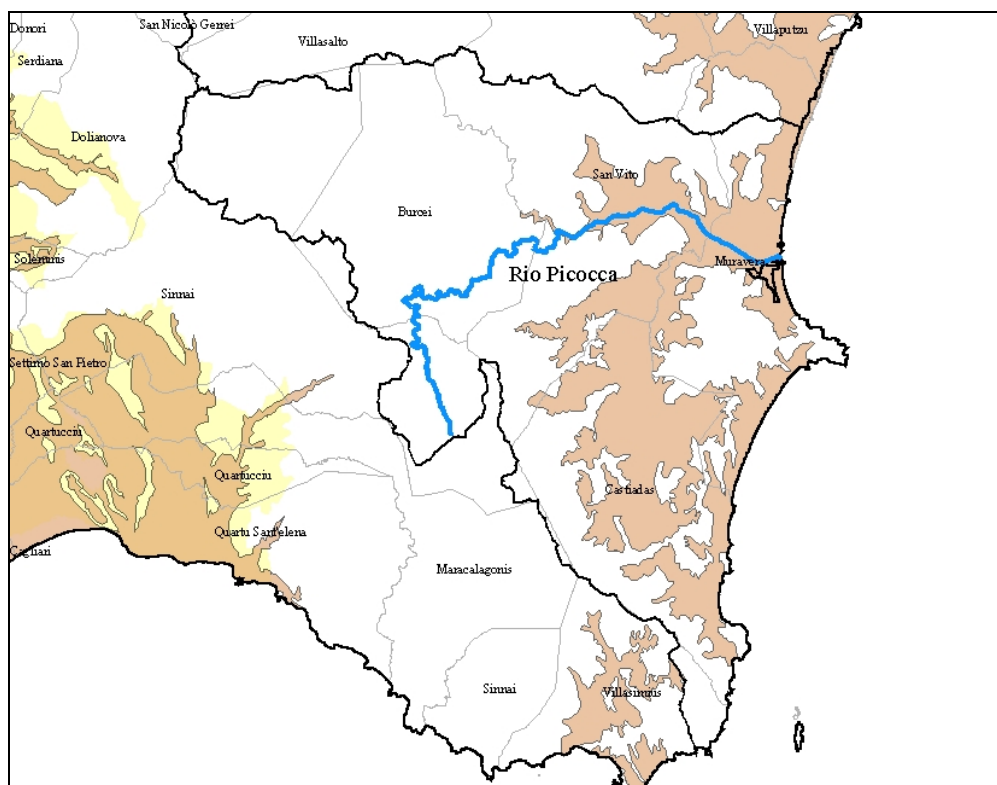 San Nicolò Gerrei
Donori
Villasalto
Villaputzu
Serdiana
Dolianova
San Vito
Burcei
Soleminis
Muravera
Rio Picocca
Sinnai
Settimo San Pietro
Quartucciu
Quartucciu
Castiadas
Quartu Sant'elena
Cagliari
Maracalagonis
Sinnai
Villasimius